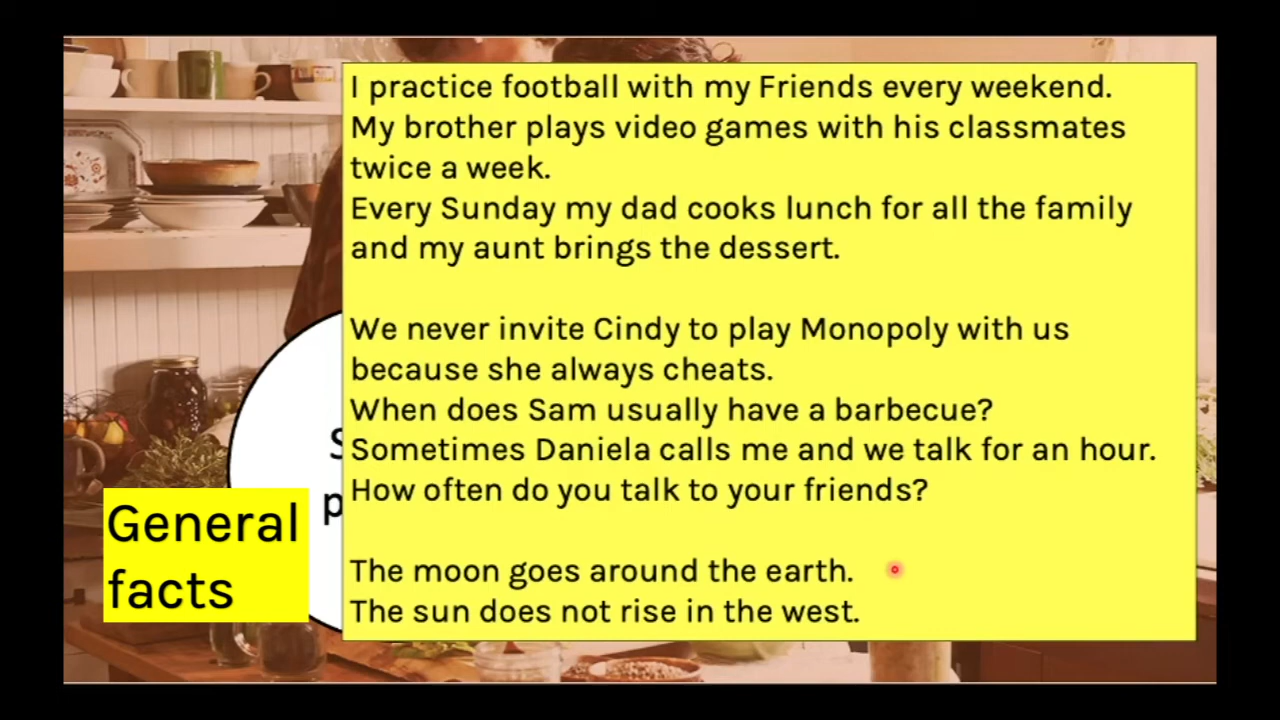 I practice football with my Friends every weekend.
My brother plays video games with his classmates
twice a week.
Every Sunday my dad cooks lunch for all the family
and my aunt brings the dessert.
We never invite Cindy to play Monopoly with us
because she always cheats.
When does Sam usually have a barbecue?
Sometimes Daniela calls me and we talk for an hour.
How often do you talk to your friends?
The moon goes around the earth.
The sun does not rise in the west.
General
facts